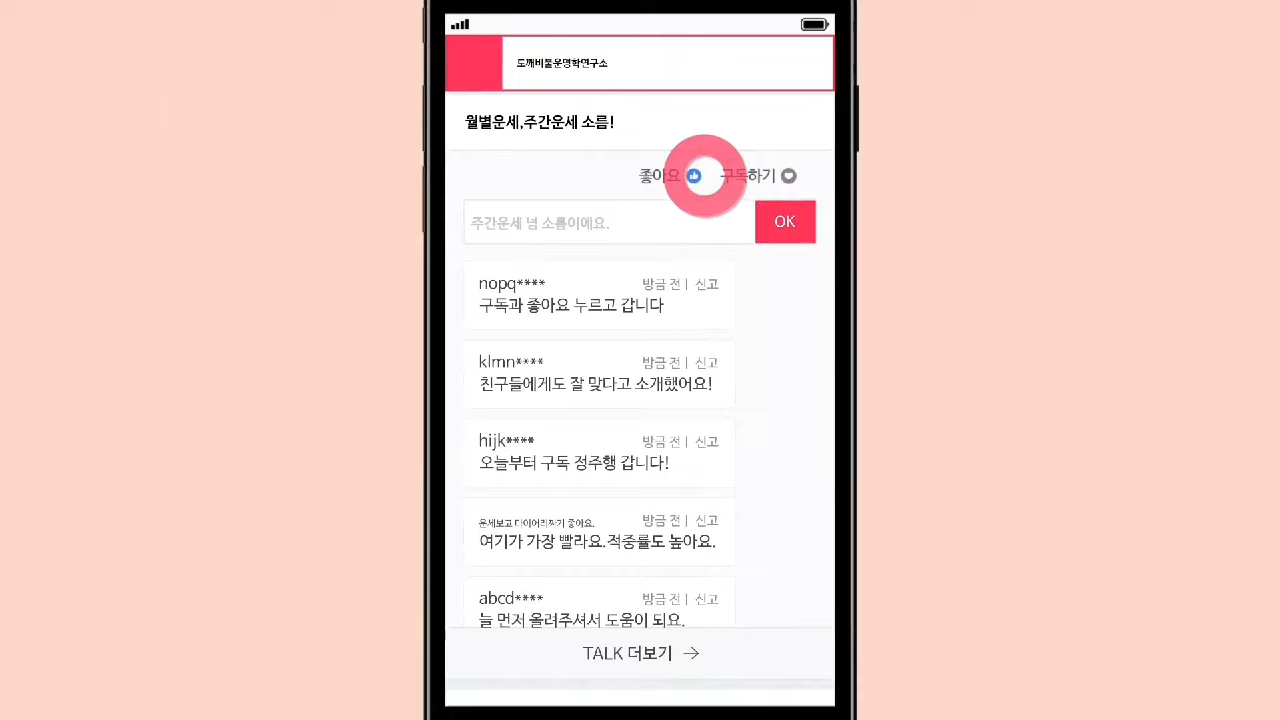 도깨비불운명학연구소
월별운세,주간운세 소름!
좋아요 구독하기
주간운세 넘 소름이에요.
OK
nopq**** 방금 전 | 신고
구독과 좋아요 누르고 갑니다
klmn**** 방금 전 | 신고
친구들에게도 잘 맞다고 소개했어요!
hijk**** 방금 전 | 신고
오늘부터 구독 정주행 갑니다!
운세보고 다이어리짜기 좋아요. 방금 전 | 신고
여기가 가장 빨라요.적중률도 높아요.
abcd**** 방금 전 | 신고
늘 먼저 올려주셔서 도움이 되요.
TALK 더보기 →